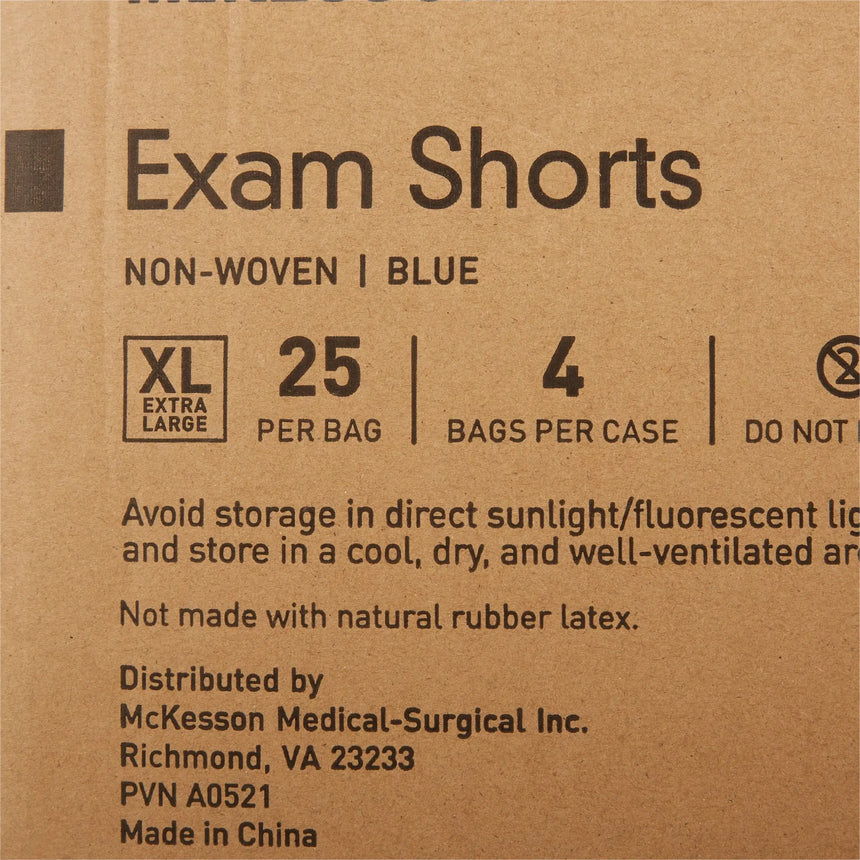 Exam Shorts
NON-WOVEN | BLUE
XL
EXTRA
LARGE
25
PER BAG
4
BAGS PER CASE
2
DO NOT
Avoid storage in direct sunlight/fluorescent
and store in a cool, dry, and well-ventilated
Not made with natural rubber latex.
Distributed by
McKesson Medical-Surgical Inc.
Richmond, VA 23233
PVN A0521
Made in China